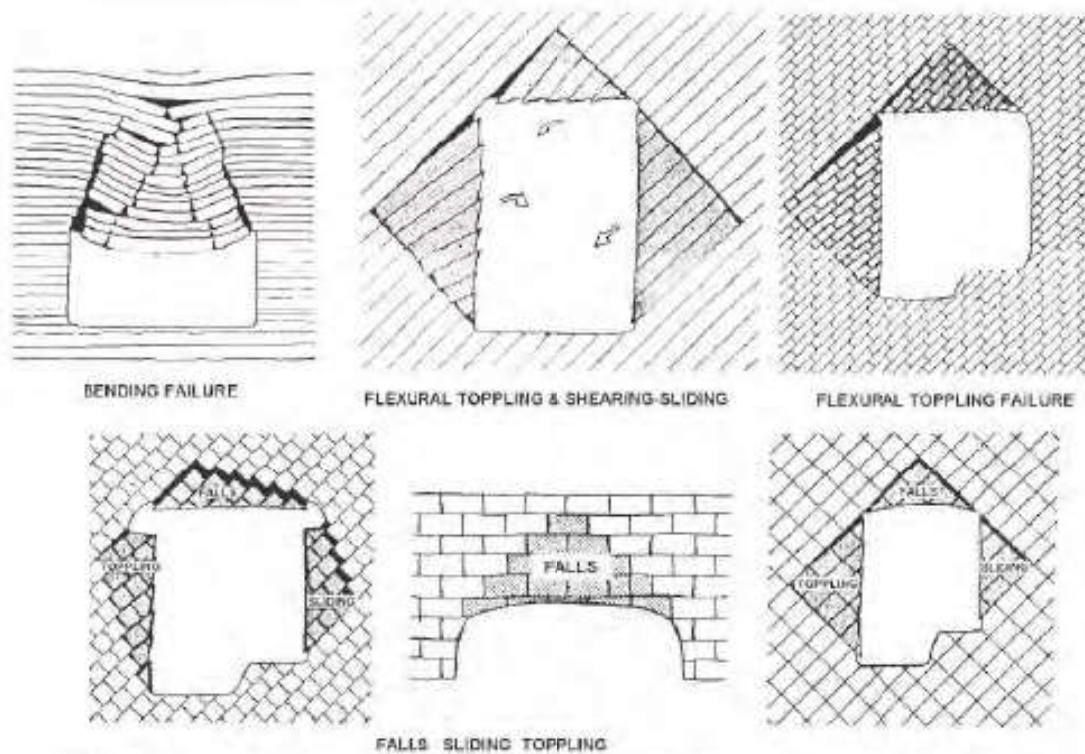 BENDING FAILURE
FLEXURAL TOPPLING & SHEARING-SLIDING
FLEXURAL TOPPLING FAILURE
FALLS
TOPPLING
SLIDING
FALLS
FALLS
TOPPLING
SLIDING
FALLS SLIDING TOPPLING